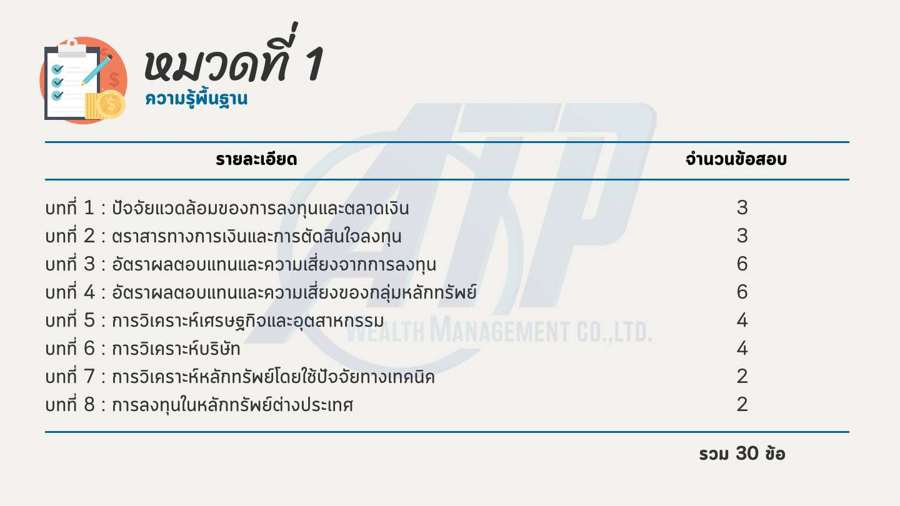 หมวดที่ 1
ความรู้พื้นฐาน
รายละเอียด จำนวนข้อสอบ
บทที่ 1 : ปัจจัยแวดล้อมของการลงทุนและตลาดเงิน 3
บทที่ 2 : ตราสารทางการเงินและการตัดสินใจลงทุน 3
บทที่ 3 : อัตราผลตอบแทนและความเสี่ยงจากการลงทุน 6
บทที่ 4 : อัตราผลตอบแทนและความเสี่ยงของกลุ่มหลักทรัพย์ 6
บทที่ 5 : การวิเคราะห์เศรษฐกิจและอุตสาหกรรม 4
บทที่ 6 : การวิเคราะห์บริษัท 4
บทที่ 7 : การวิเคราะห์หลักทรัพย์โดยใช้ปัจจัยทางเทคนิค 2
บทที่ 8 : การลงทุนในหลักทรัพย์ต่างประเทศ 2
รวม 30 ข้อ
ATP
WEALTH MANAGEMENT CO.,LTD.